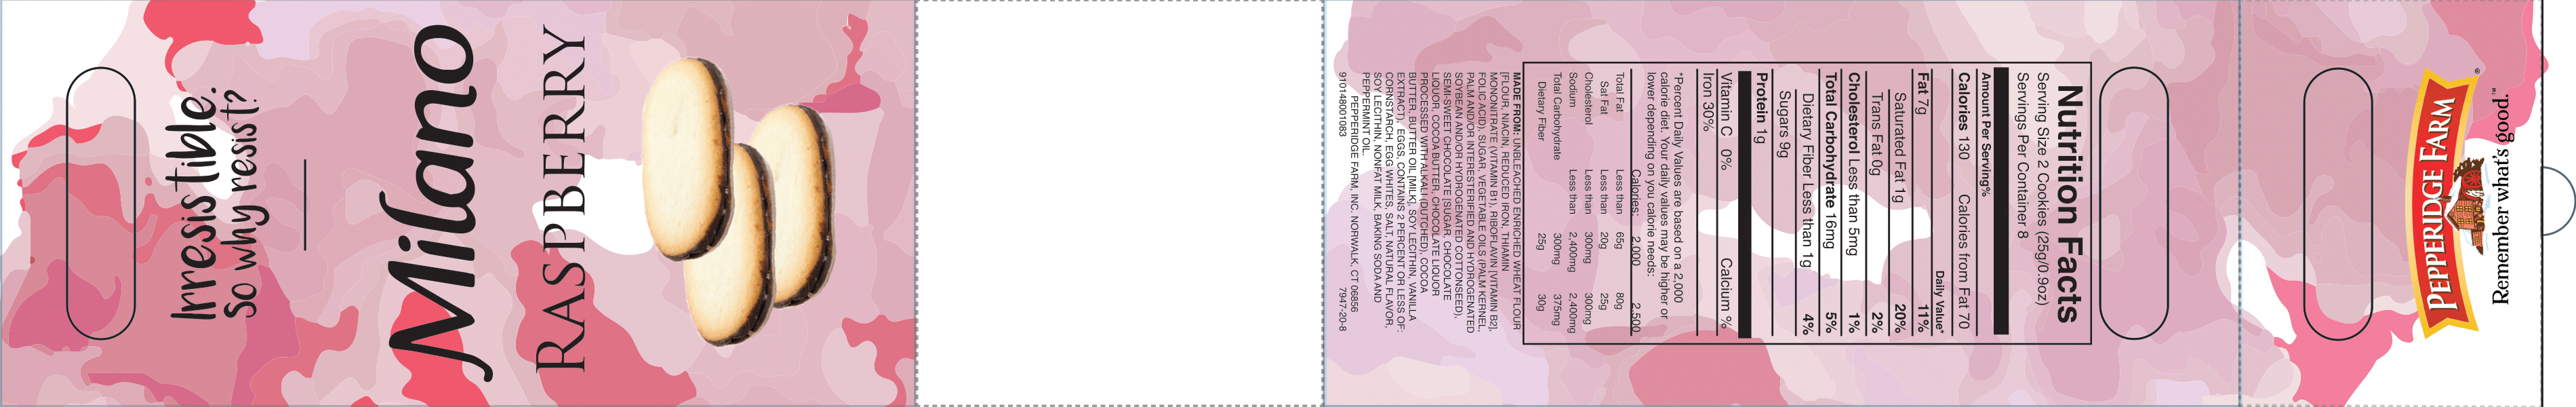 Irresistible.
So why resist?
Milano
RASPBERRY
Nutrition Facts
Serving Size 2 Cookies (25g/0.9oz)
Servings Per Container 8
Amount Per Serving%
Calories 130 Calories from Fat 70
Daily Value*
Fat 7g 11%
Saturated Fat 1g 20%
Trans Fat 0g 2%
Cholesterol Less than 5mg 1%
Total Carbohydrate 16mg 5%
Dietary Fiber Less than 1g 4%
Sugars 9g
Protein 1g
Vitamin C 0% Calcium %
Iron 30%
*Percent Daily Values are based on a 2,000
calorie diet. Your daily values may be higher or
lower depending on you calorie needs:
Calories: 2,000 2,500
Total Fat Less than 65g 80g
Sat Fat Less than 20g 25g
Cholesterol Less than 300mg 300mg
Sodium Less than 2,400mg 2,400mg
Total Carbohydrate 300mg 375mg
Dietary Fiber 25g 30g
MADE FROM: UNBLEACHED ENRICHED WHEAT FLOUR
[FLOUR, NIACIN, REDUCED IRON, THIAMIN
MONONITRATE (VITAMIN B1), RIBOFLAVIN [VITAMIN B2],
FOLIC ACID), SUGAR, VEGETABLE OILS (PALM KERNEL,
PALM AND/OR INTERESTERIFIED AND HYDROGENATED
SOYBEAN AND/OR HYDROGENATED COTTONSEED),
SEMI-SWEET CHOCOLATE [SUGAR, CHOCOLATE
LIQUOR, COCOA BUTTER, CHOCOLATE LIQUOR
PROCESSED WITH ALKALI (DUTCHED), COCOA
BUTTER, BUTTER OIL [MILK], SOY LECITHIN, VANILLA
EXTRACT), EGGS, CONTAINS 2 PERCENT OR LESS OF:
CORNSTARCH, EGG WHITES, SALT, NATURAL FLAVOR,
SOY LECITHIN, NONFAT MILK, BAKING SODA AND
PEPPERMINT OIL.
PEPPERIDGE FARM, INC. NORWALK, CT 06856
910148001083 7947-20-8
PEPPERIDGE FARM®
Remember what's good.™